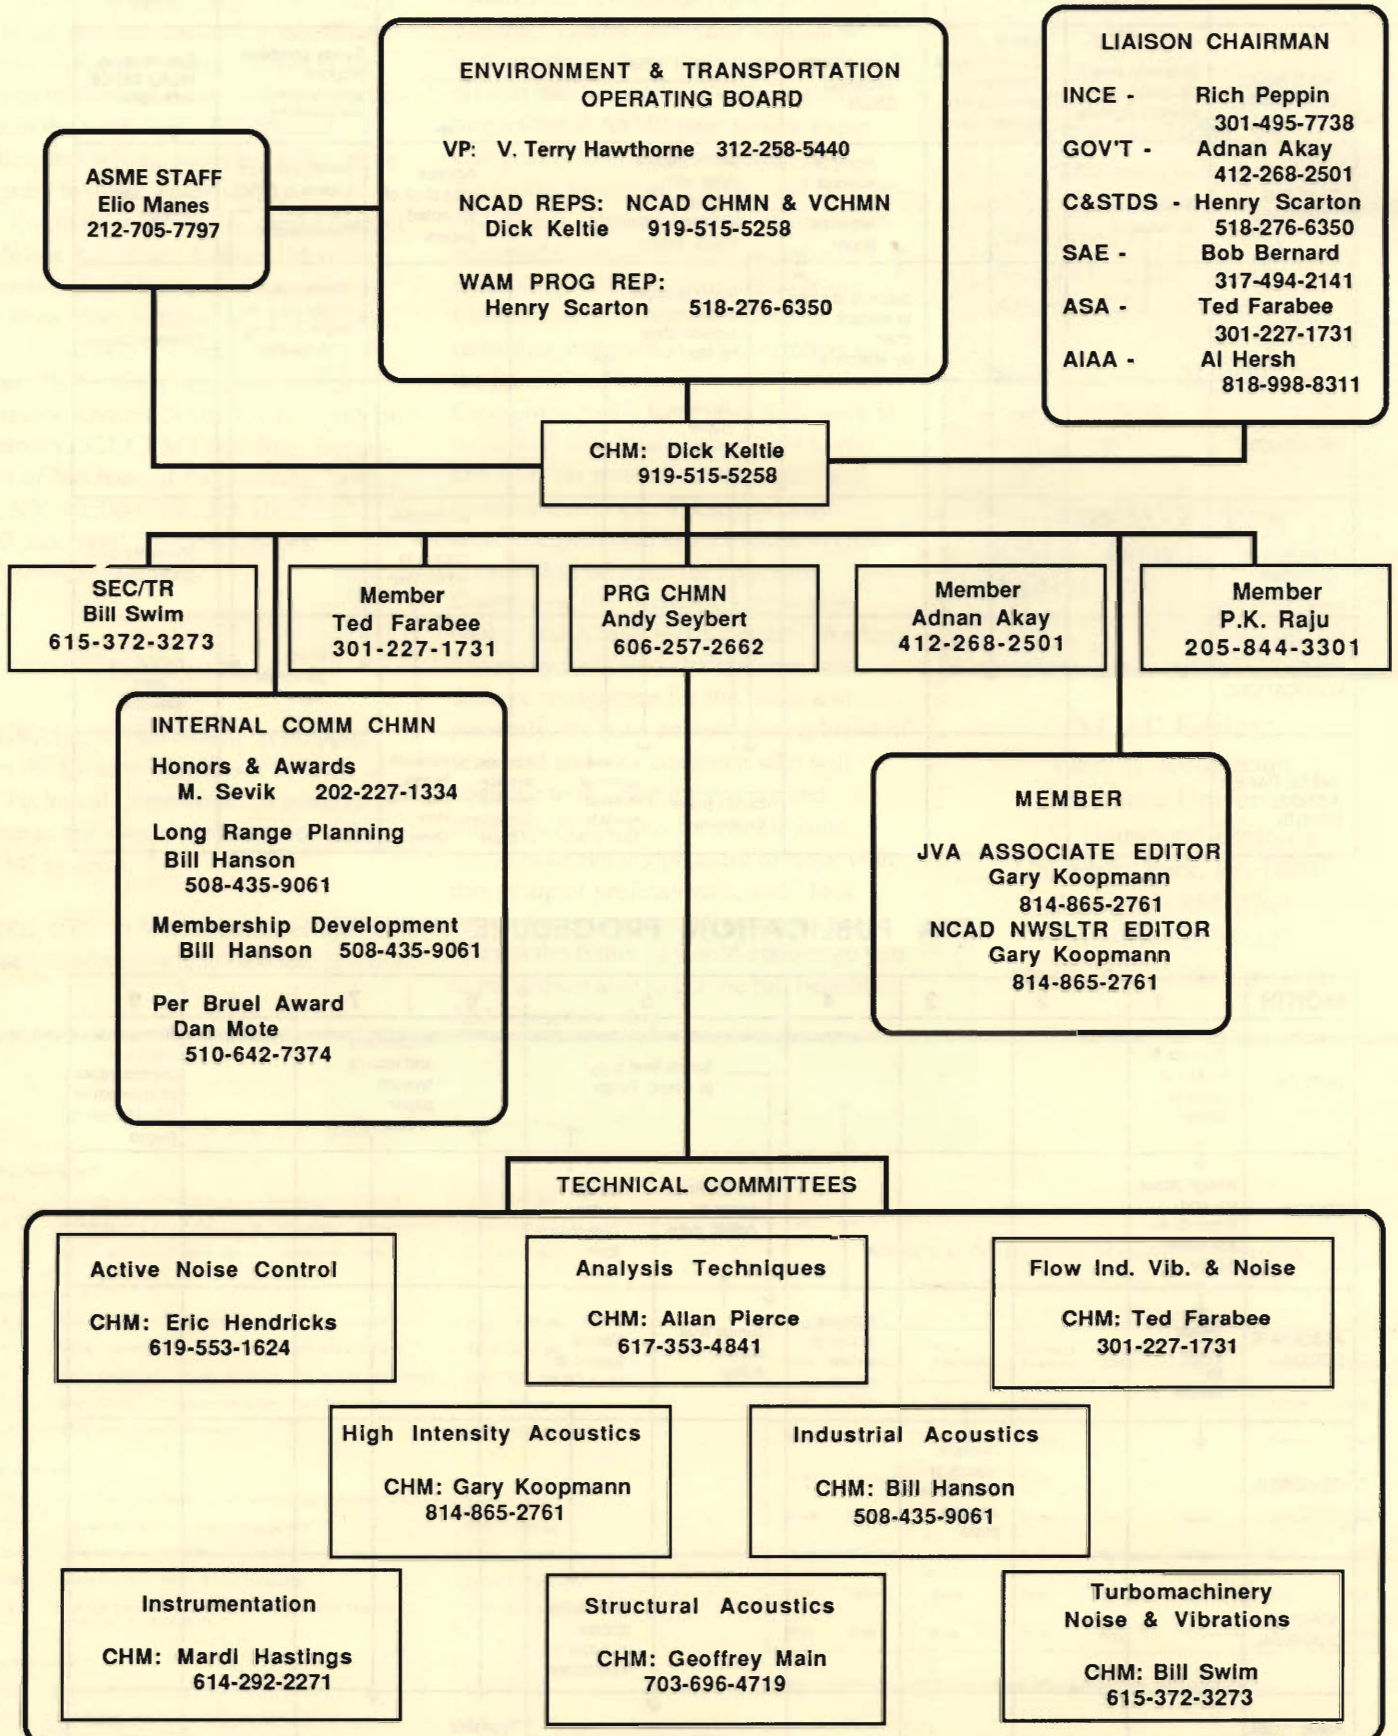 ENVIRONMENT & TRANSPORTATION
OPERATING BOARD
VP: V. Terry Hawthorne 312-258-5440
NCAD REPS: NCAD CHMN & VCHMN
Dick Keltie 919-515-5258
WAM PROG REP:
Henry Scarton 518-276-6350
LIAISON CHAIRMAN
INCE - Rich Peppin
301-495-7738
GOV'T - Adnan Akay
412-268-2501
C&STDS - Henry Scarton
518-276-6350
SAE - Bob Bernard
317-494-2141
ASA - Ted Farabee
301-227-1731
AIAA - Al Hersh
818-998-8311
ASME STAFF
Elio Manes
212-705-7797
CHM: Dick Keltie
919-515-5258
SEC/TR
Bill Swim
615-372-3273
Member
Ted Farabee
301-227-1731
PRG CHMN
Andy Seybert
606-257-2662
Member
Adnan Akay
412-268-2501
Member
P.K. Raju
205-844-3301
INTERNAL COMM CHMN
Honors & Awards
M. Sevik 202-227-1334
Long Range Planning
Bill Hanson
508-435-9061
Membership Development
Bill Hanson 508-435-9061
Per Bruel Award
Dan Mote
510-642-7374
MEMBER
JVA ASSOCIATE EDITOR
Gary Koopmann
814-865-2761
NCAD NWSLTR EDITOR
Gary Koopmann
814-865-2761
TECHNICAL COMMITTEES
Active Noise Control
CHM: Eric Hendricks
619-553-1624
Analysis Techniques
CHM: Allan Pierce
617-353-4841
Flow Ind. Vib. & Noise
CHM: Ted Farabee
301-227-1731
High Intensity Acoustics
CHM: Gary Koopmann
814-865-2761
Industrial Acoustics
CHM: Bill Hanson
508-435-9061
Instrumentation
CHM: Mardi Hastings
614-292-2271
Structural Acoustics
CHM: Geoffrey Main
703-696-4719
Turbomachinery
Noise & Vibrations
CHM: Bill Swim
615-372-3273